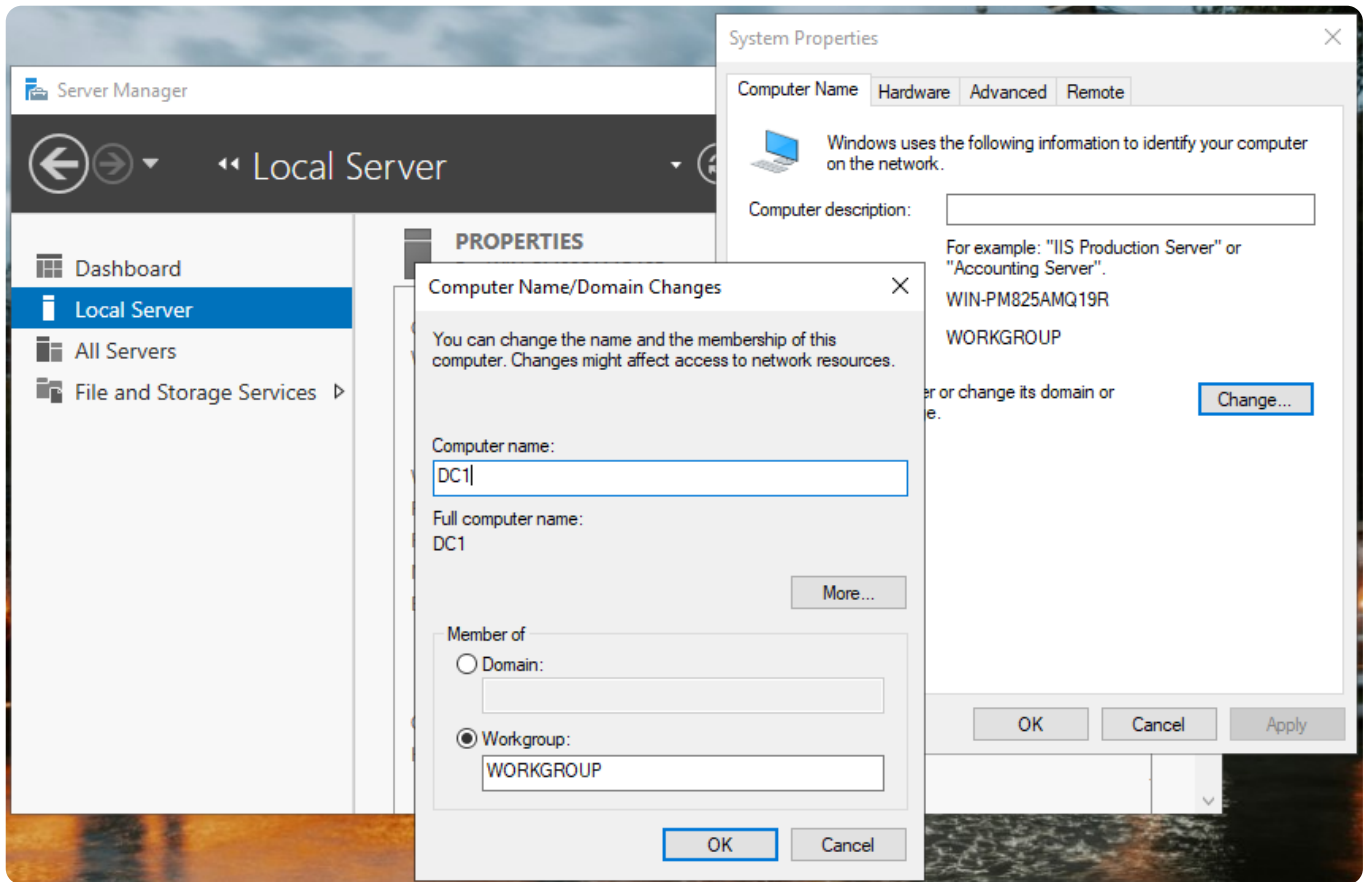 Server Manager
Local Server
Dashboard
Local Server
All Servers
File and Storage Services
PROPERTIES
System Properties
Computer Name
Hardware
Advanced
Remote
Windows uses the following information to identify your computer
on the network.
Computer description:
For example: "IIS Production Server" or
"Accounting Server".
WIN-PM825AMQ19R
WORKGROUP
or change its domain or
Change...
OK
Cancel
Apply
Computer Name/Domain Changes
You can change the name and the membership of this
computer. Changes might affect access to network resources.
Computer name:
DC1
Full computer name:
DC1
More...
Member of
Domain:
Workgroup:
WORKGROUP
OK
Cancel